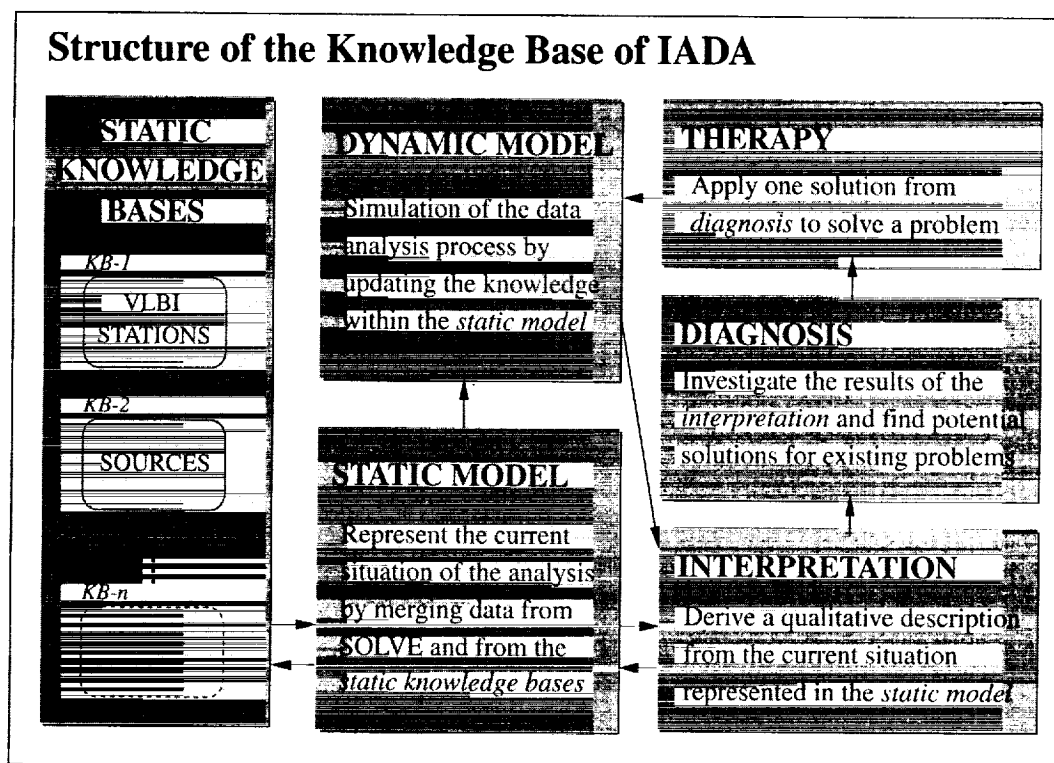 Structure of the Knowledge Base of IADA
STATIC
KNOWLEDGE
BASES
KB-1
VLBI
STATIONS
KB-2
SOURCES
KB-n
DYNAMIC MODEL
Simulation of the data
analysis process by
updating the knowledge
within the static model
STATIC MODEL
Represent the current
situation of the analysis
by merging data from
SOLVE and from the
static knowledge bases
THERAPY
Apply one solution from
diagnosis to solve a problem
DIAGNOSIS
Investigate the results of the
interpretation and find potential
solutions for existing problems
INTERPRETATION
Derive a qualitative description
from the current situation
represented in the static model